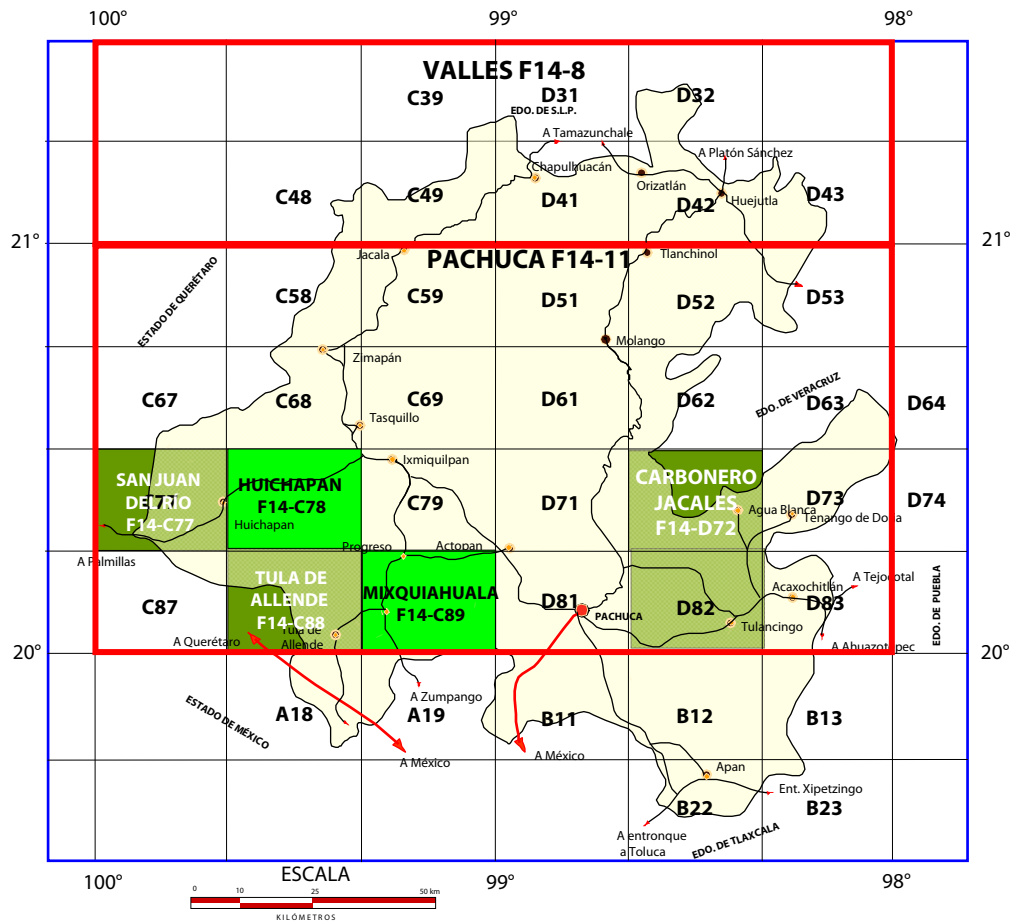 100°
99°
98°
VALLES F14-8
C39
D31
D32
EDO. DE S.L.P.
A Tamazunchale
A Platón Sánchez
Chapulhuacán
Orizatlán
Huejutla
C48
C49
D41
D42
D43
21°
21°
Jacala
PACHUCA F14-11
Tlanchinol
ESTADO DE QUERÉTARO
C58
C59
D51
D52
D53
Molango
Zimapán
EDO. DE VERACRUZ
C67
C68
C69
D61
D62
D63
D64
Tasquillo
Ixmiquilpan
SAN JUAN
DEL RÍO
F14-C77
HUICHAPAN
F14-C78
C79
D71
CARBONERO
JACALES
F14-D72
D73
D74
Huichapan
Agua Blanca
Tenango de Doria
A Palmillas
Progreso
Actopan
TULA DE
ALLENDE
F14-C88
MIXQUIAHUALA
F14-C89
C87
D81
D82
D83
Acaxochitlán
A Tejocotal
PACHUCA
Tulancingo
EDO. DE PUEBLA
A Querétaro
Tula de
Allende
A Ahuazotepec
20°
20°
A Zumpango
ESTADO DE MÉXICO
A18
A19
B11
B12
B13
A México
A México
Apan
Ent. Xipetzingo
B22
B23
A entronque
a Toluca
EDO. DE TLAXCALA
100°
99°
98°
ESCALA
0
10
25
50 km
KILÓMETROS